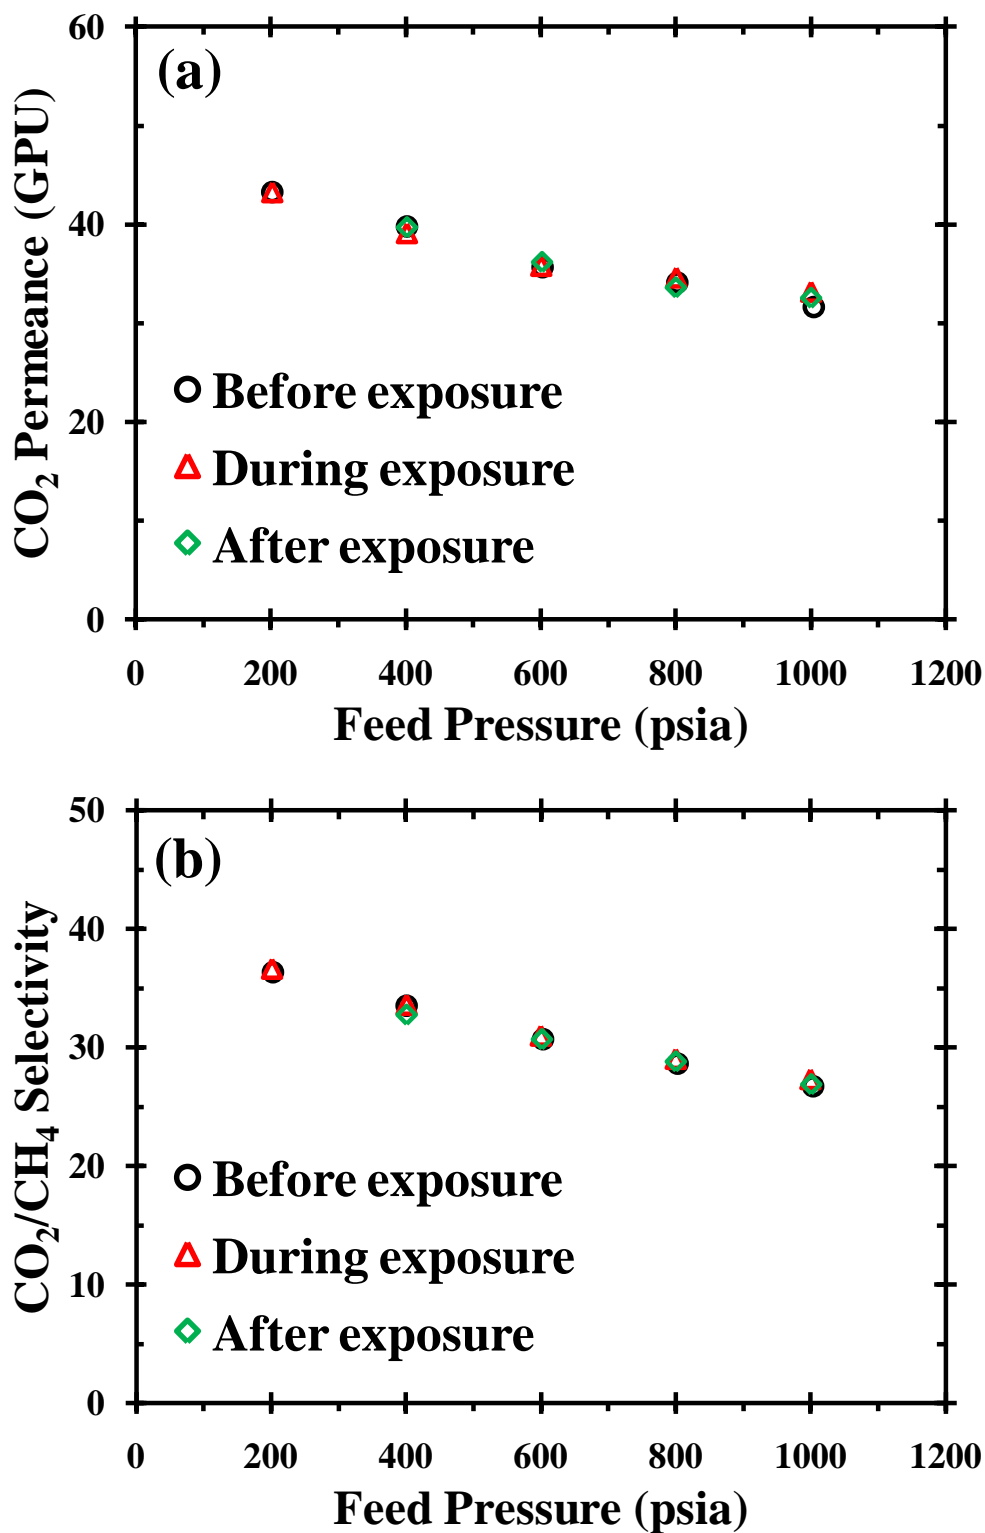 (a)
60
40
20
0
CO2 Permeance (GPU)
Before exposure
During exposure
After exposure
0 200 400 600 800 1000 1200
Feed Pressure (psia)
(b)
50
40
30
20
10
0
CO2/CH4 Selectivity
Before exposure
During exposure
After exposure
0 200 400 600 800 1000 1200
Feed Pressure (psia)